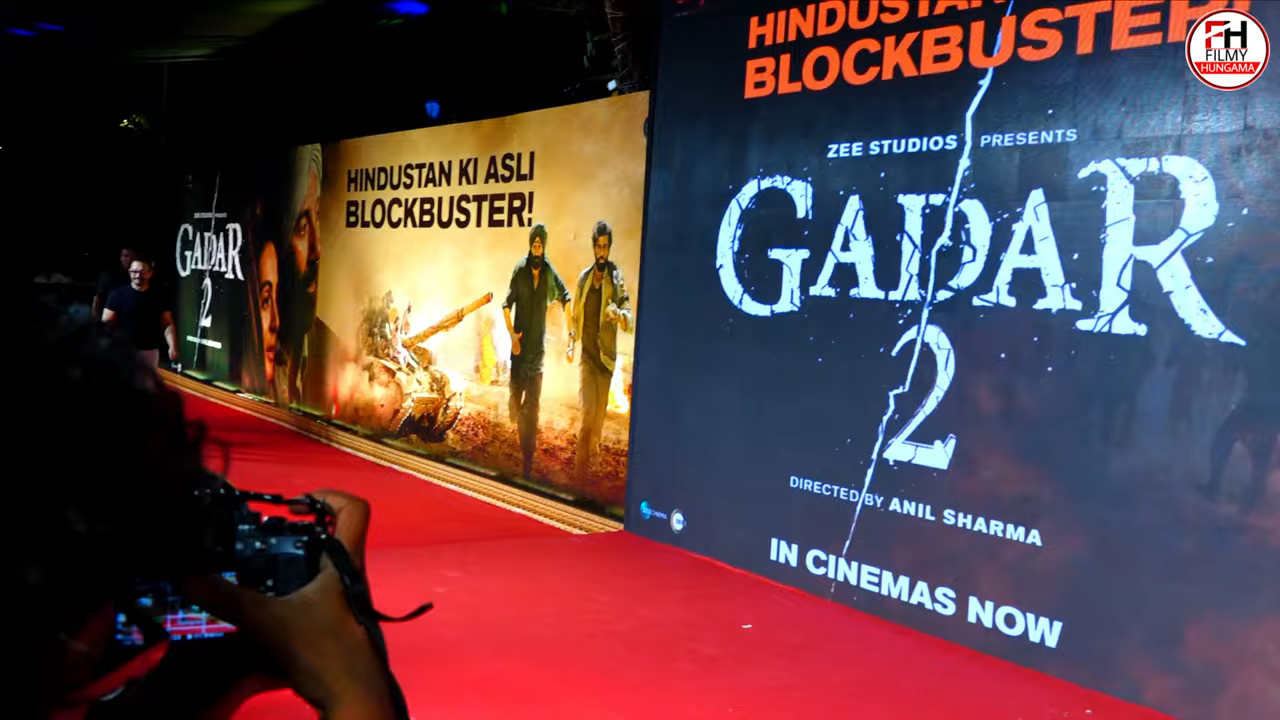 HINDUSTAN
BLOCKBUSTER!
ZEE STUDIOS PRESENTS
GADAR
2
DIRECTED BY ANIL SHARMA
IN CINEMAS NOW
HINDUSTAN KI ASLI
BLOCKBUSTER!
GADAR
2
FH
FILMY
HUNGAMA